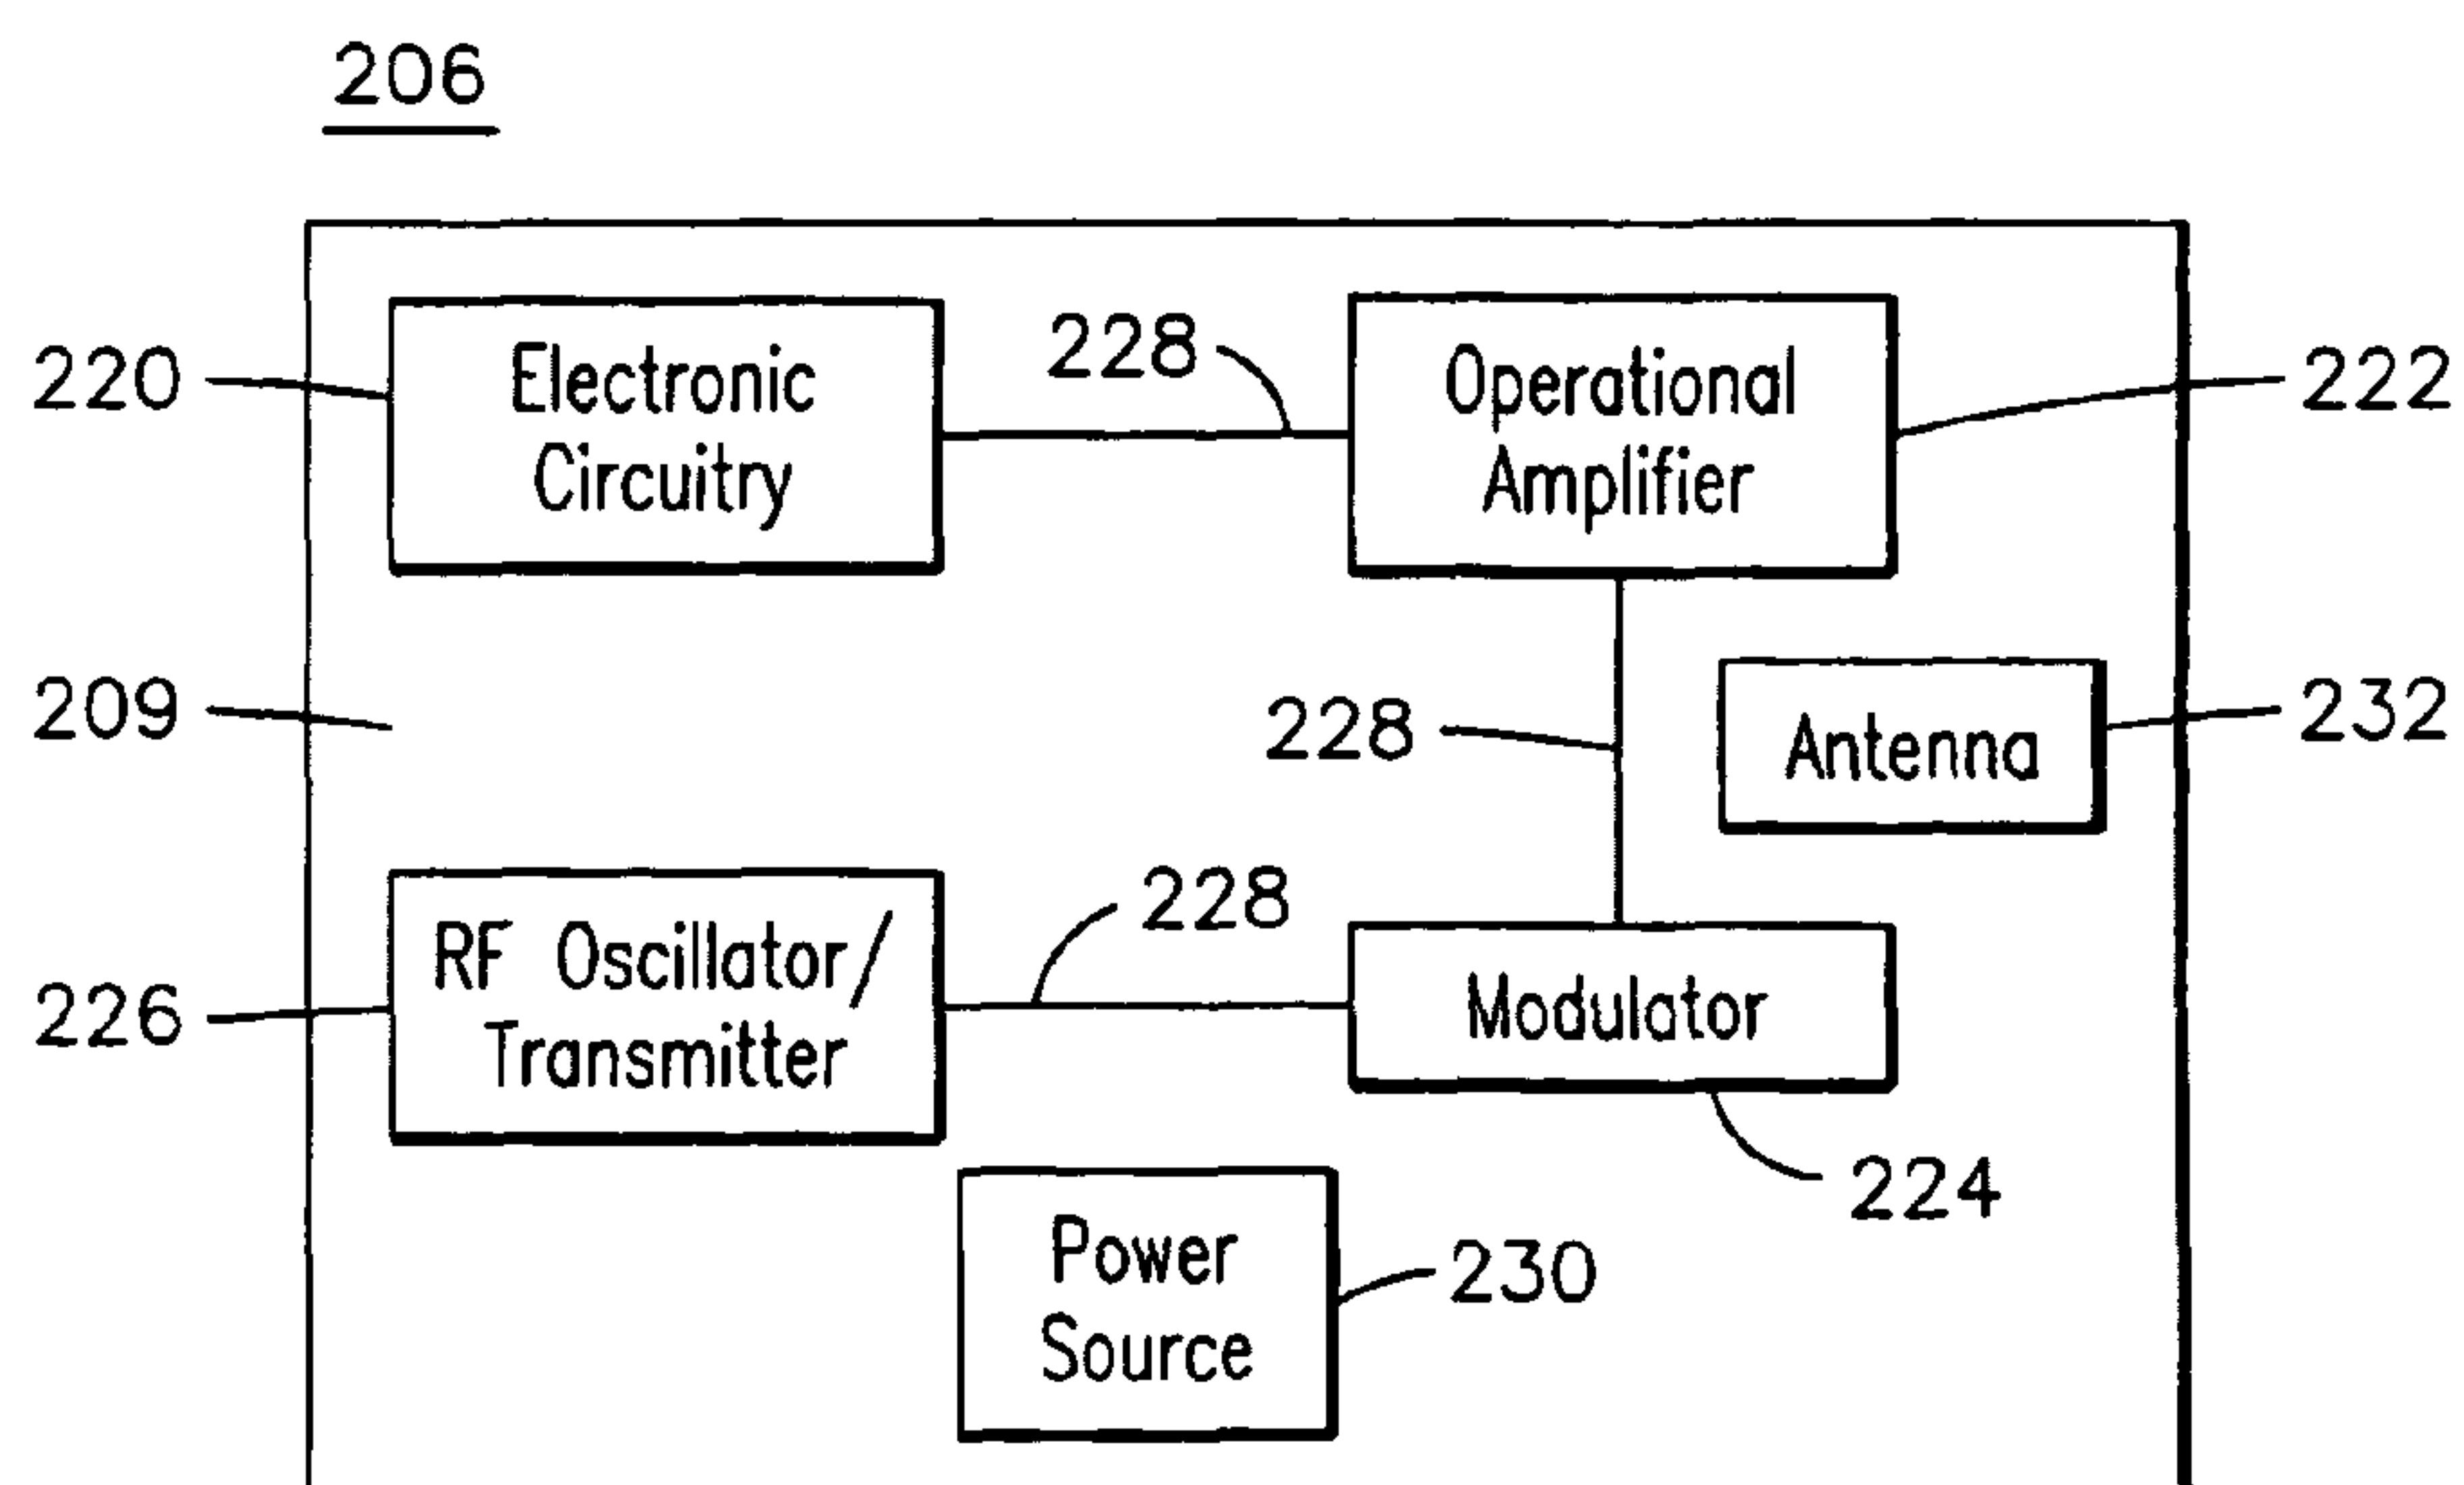 206
220
Electronic
Circuitry
228
Operational
Amplifier
222
209
228
Antenna
232
226
RF Oscillator/
Transmitter
228
Modulator
224
Power
Source
230